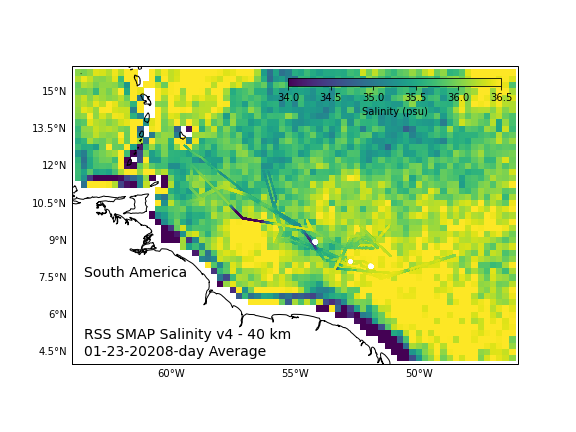 15°N
13.5°N
12°N
10.5°N
9°N
7.5°N
6°N
4.5°N
34.0 34.5 35.0 35.5 36.0 36.5
Salinity (psu)
South America
RSS SMAP Salinity v4 - 40 km
01-23-20208-day Average
60°W 55°W 50°W